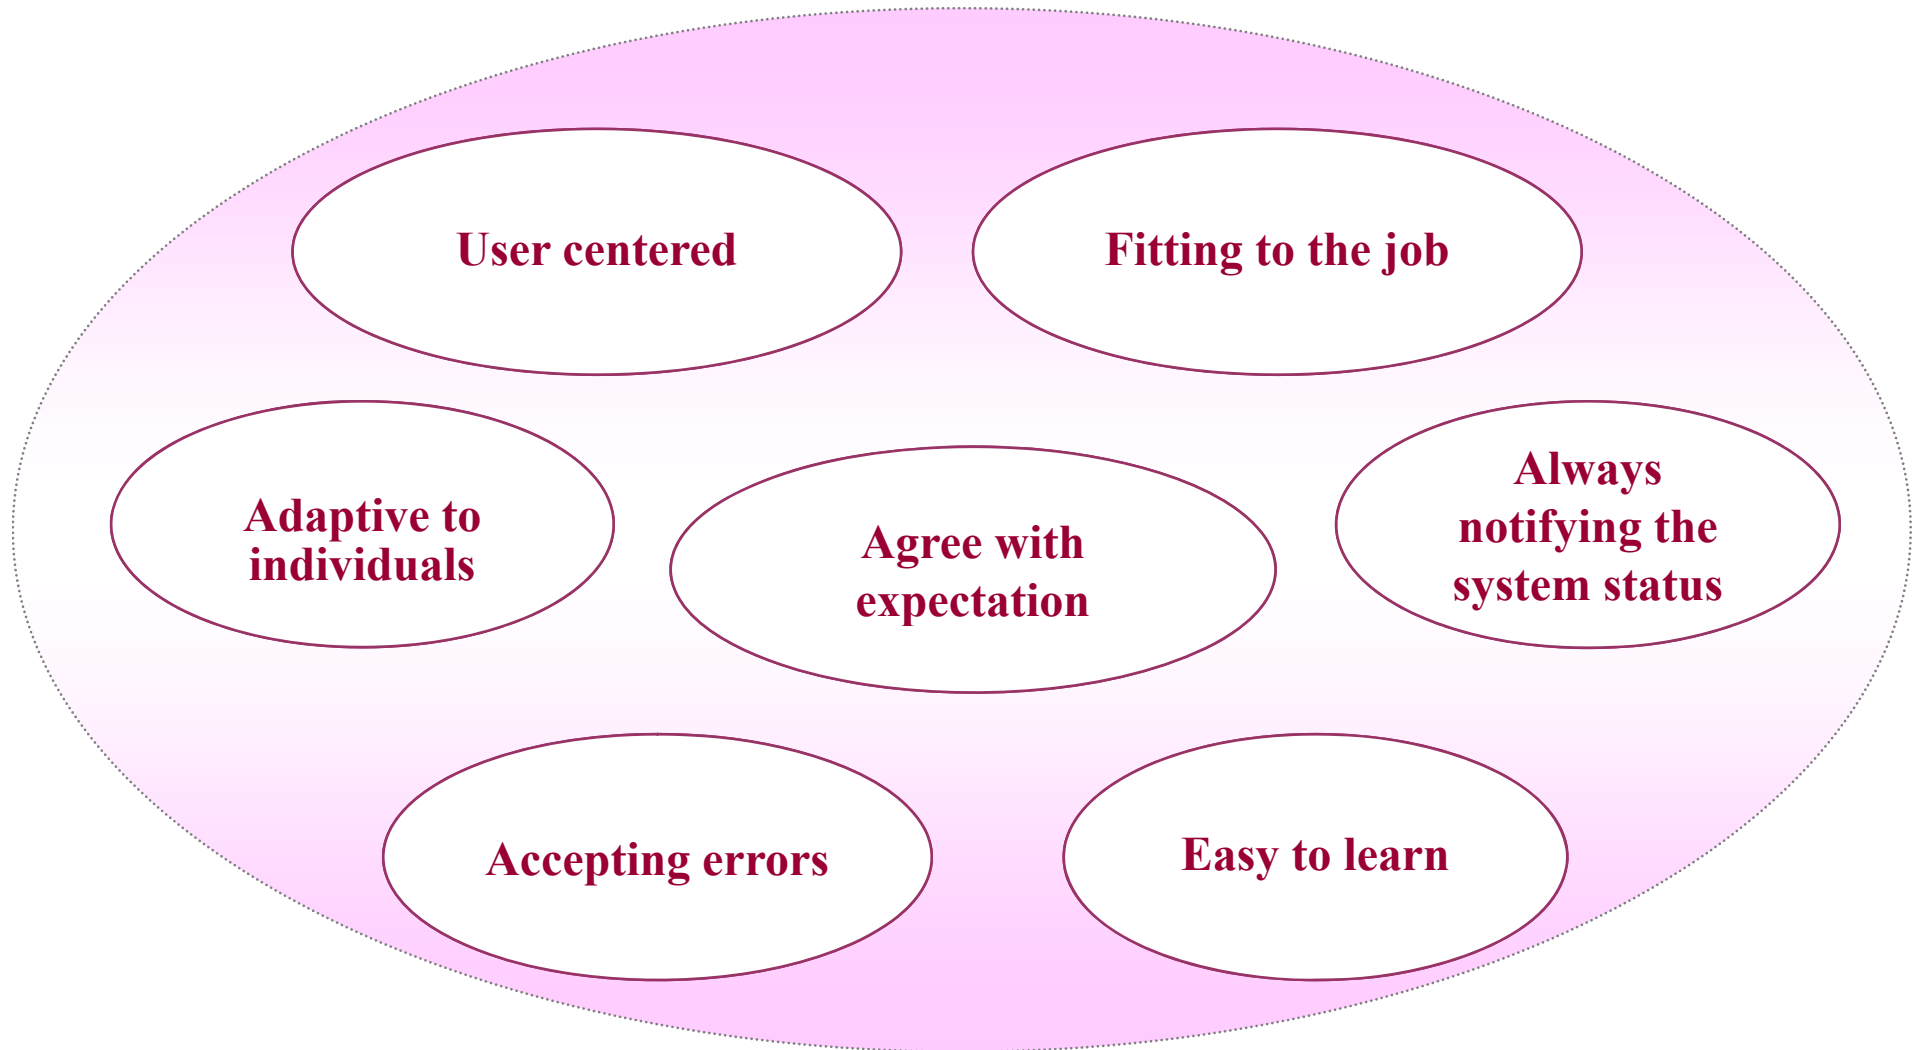 User centered
Fitting to the job
Adaptive to
individuals
Agree with
expectation
Always
notifying the
system status
Accepting errors
Easy to learn